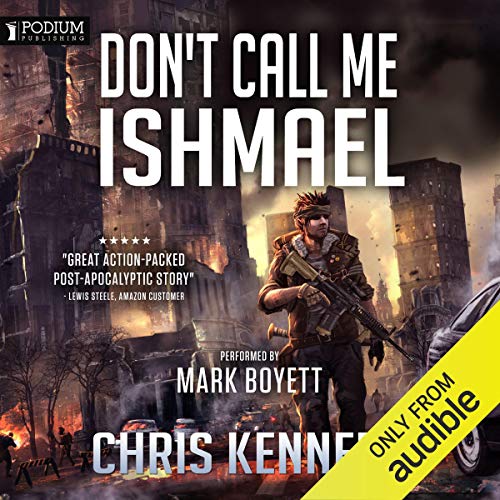 PODIUM
PUBLISHING
DON'T CALL ME
ISHMAEL
"GREAT ACTION-PACKED
POST-APOCALYPTIC STORY"
- LEWIS STEELE, AMAZON CUSTOMER
PERFORMED BY
MARK BOYETT
CHRIS KENNE
ONLY FROM
audible